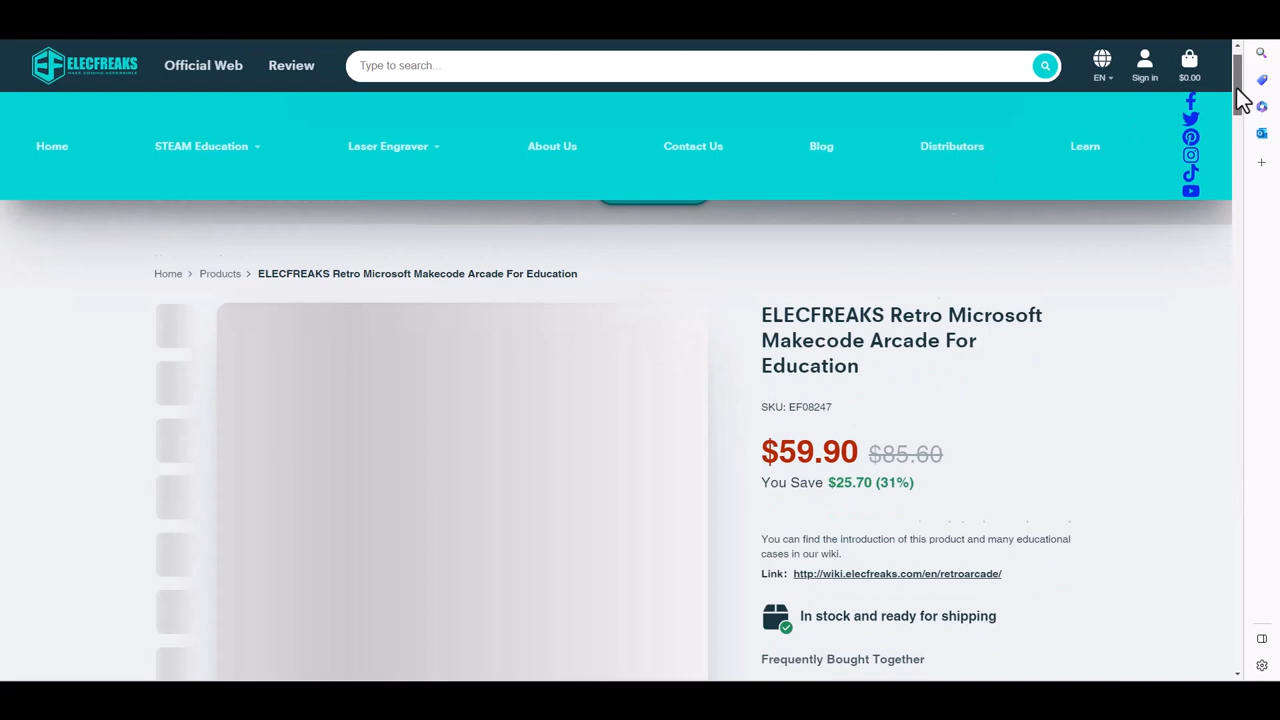 ELECFREAKS
MAKE CODING ACCESSIBLE
Official Web
Review
Type to search...
EN
Sign in
$0.00
Home
STEAM Education
Laser Engraver
About Us
Contact Us
Blog
Distributors
Learn
Home > Products > ELECFREAKS Retro Microsoft Makecode Arcade For Education
ELECFREAKS Retro Microsoft
Makecode Arcade For
Education
SKU: EF08247
$59.90 $85.60
You Save $25.70 (31%)
You can find the introduction of this product and many educational
cases in our wiki.
Link: http://wiki.elecfreaks.com/en/retroarcade/
In stock and ready for shipping
Frequently Bought Together